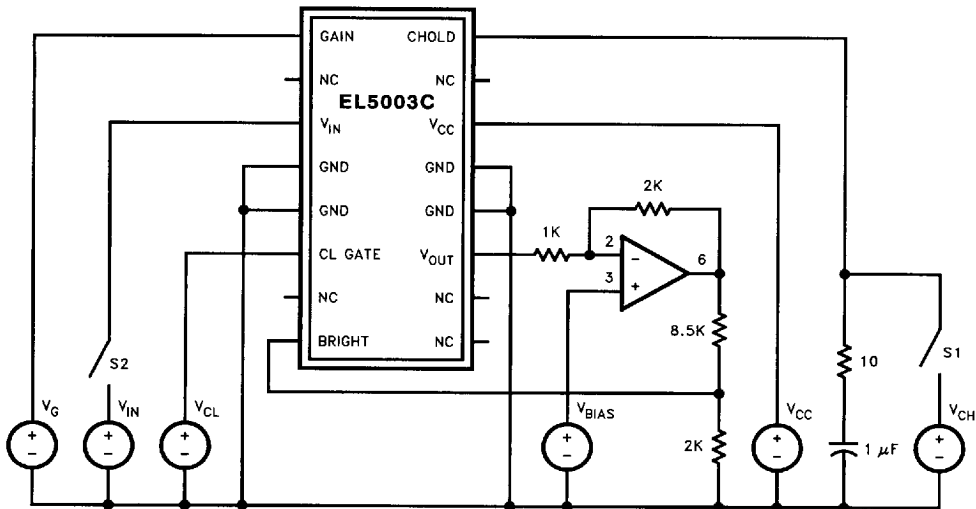 GAIN CHOLD
NC NC
EL5003C
V_IN V_CC
GND GND
GND GND
CL GATE V_OUT
NC NC
BRIGHT NC
2K
1K
2 − 6
3 +
8.5K
S2 10 S1
V_G V_IN V_CL V_BIAS V_CC V_CH
+ + + + + +
− − − − − −
2K 1 μF